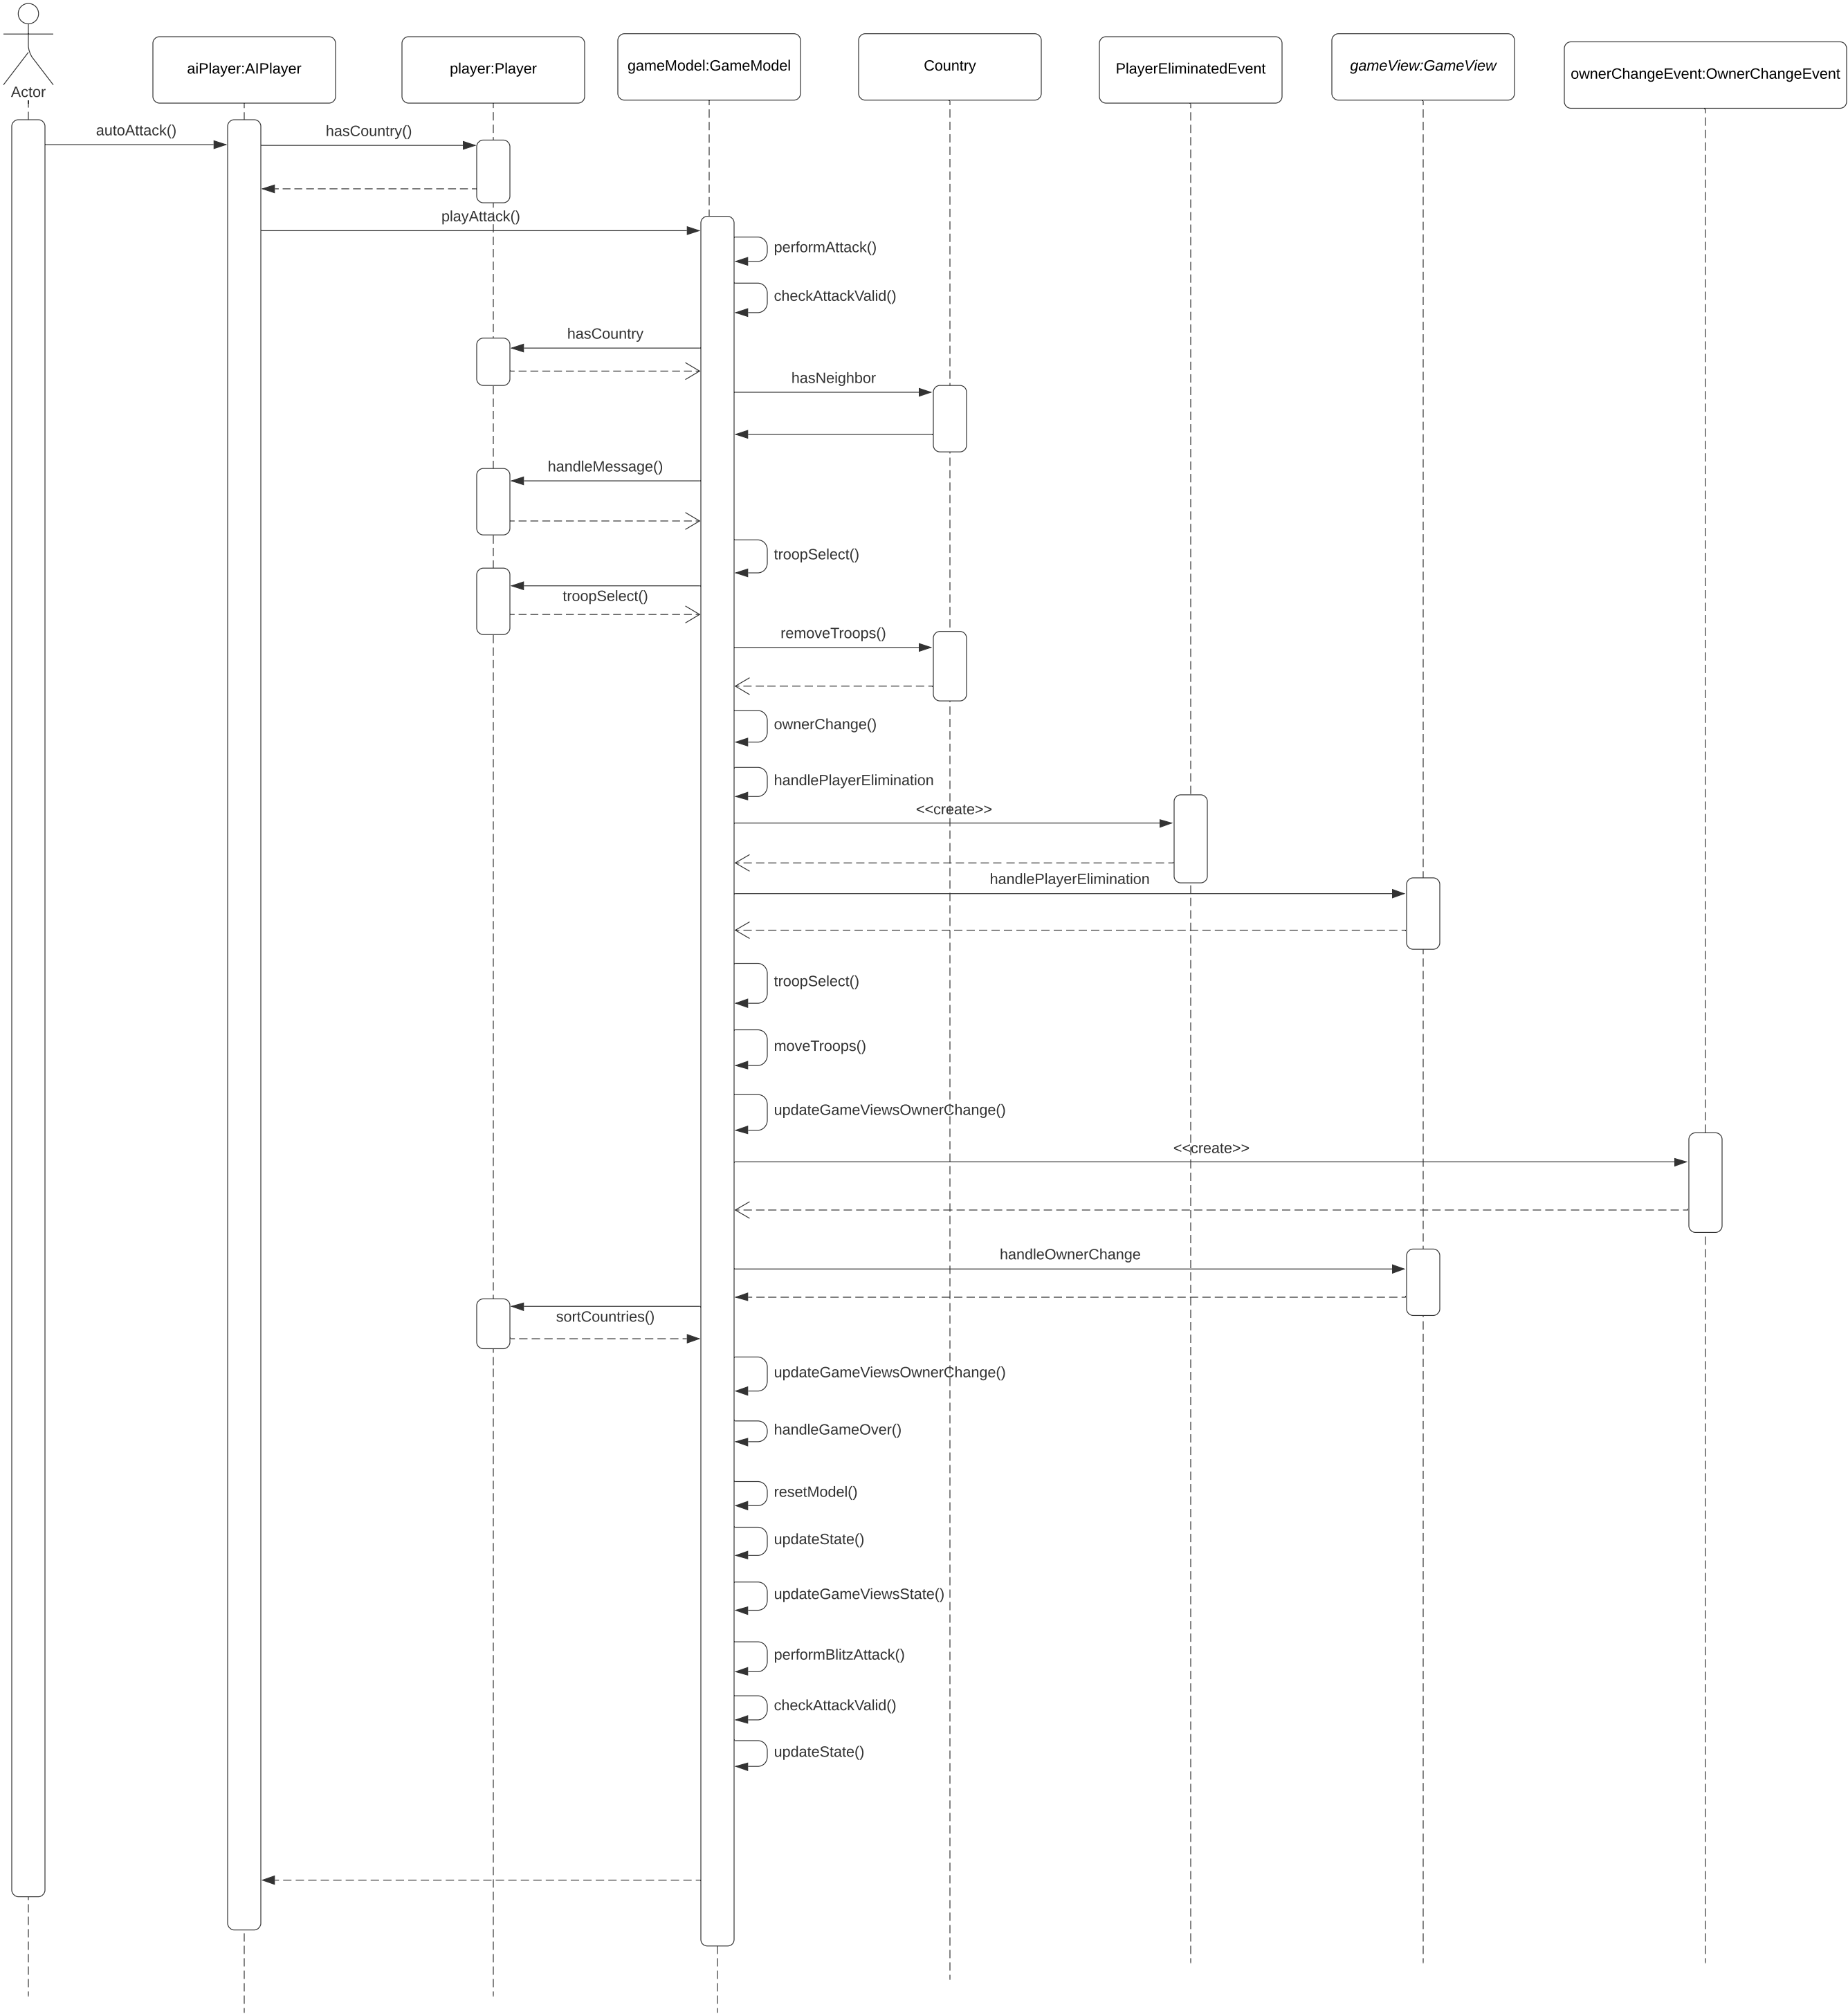 Actor
aiPlayer:AIPlayer
player:Player
gameModel:GameModel
Country
PlayerEliminatedEvent
gameView:GameView
ownerChangeEvent:OwnerChangeEvent
autoAttack()
hasCountry()
playAttack()
performAttack()
checkAttackValid()
hasCountry
hasNeighbor
handleMessage()
troopSelect()
troopSelect()
removeTroops()
ownerChange()
handlePlayerElimination
<<create>>
handlePlayerElimination
troopSelect()
moveTroops()
updateGameViewsOwnerChange()
<<create>>
handleOwnerChange
sortCountries()
updateGameViewsOwnerChange()
handleGameOver()
resetModel()
updateState()
updateGameViewsState()
performBlitzAttack()
checkAttackValid()
updateState()